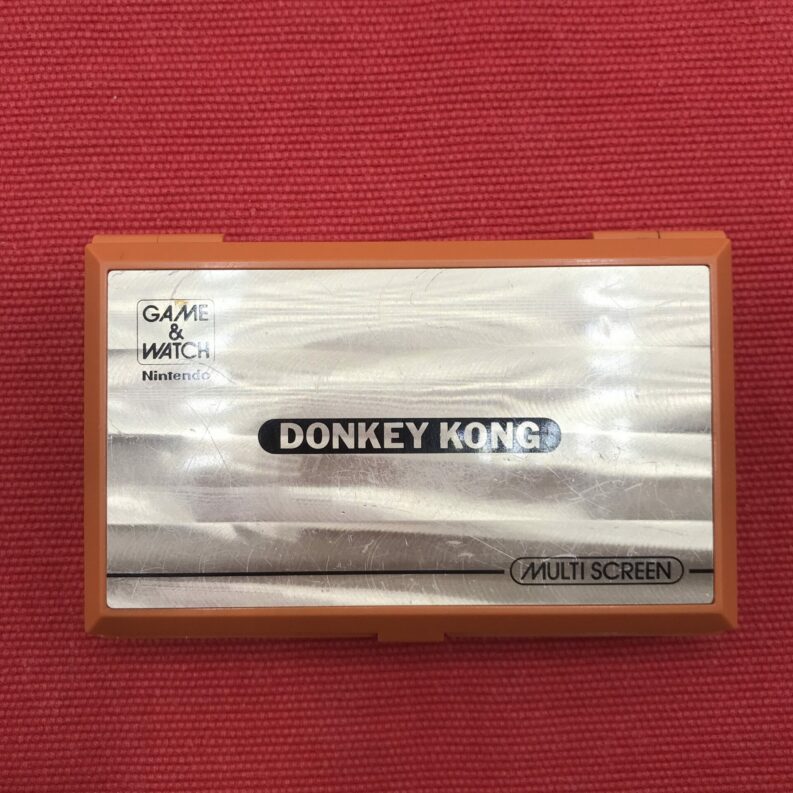 GAME
&
WATCH
Nintendo
DONKEY KONG
MULTI SCREEN